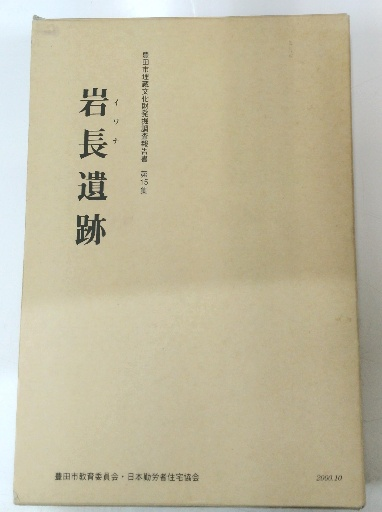 豊田市埋蔵文化財発掘調査報告書 第15集
イワナガ
岩長遺跡
豊田市教育委員会・日本勤労者住宅協会
2000.10